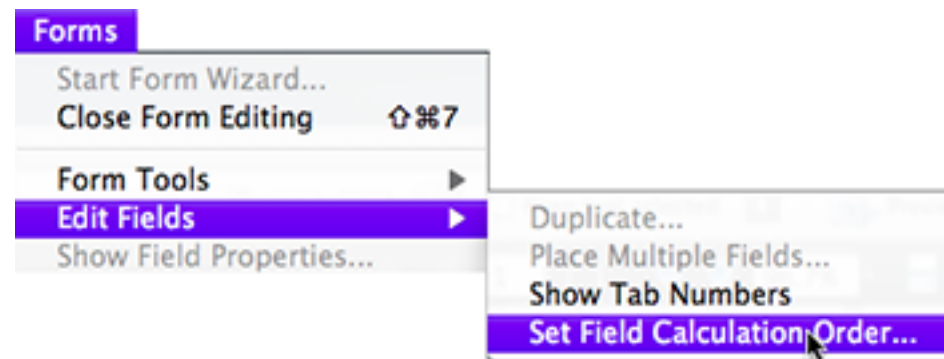 Forms
Start Form Wizard...
Close Form Editing ⇧⌘7
Form Tools ▶
Edit Fields ▶
Show Field Properties...
Duplicate...
Place Multiple Fields...
Show Tab Numbers
Set Field Calculation Order...